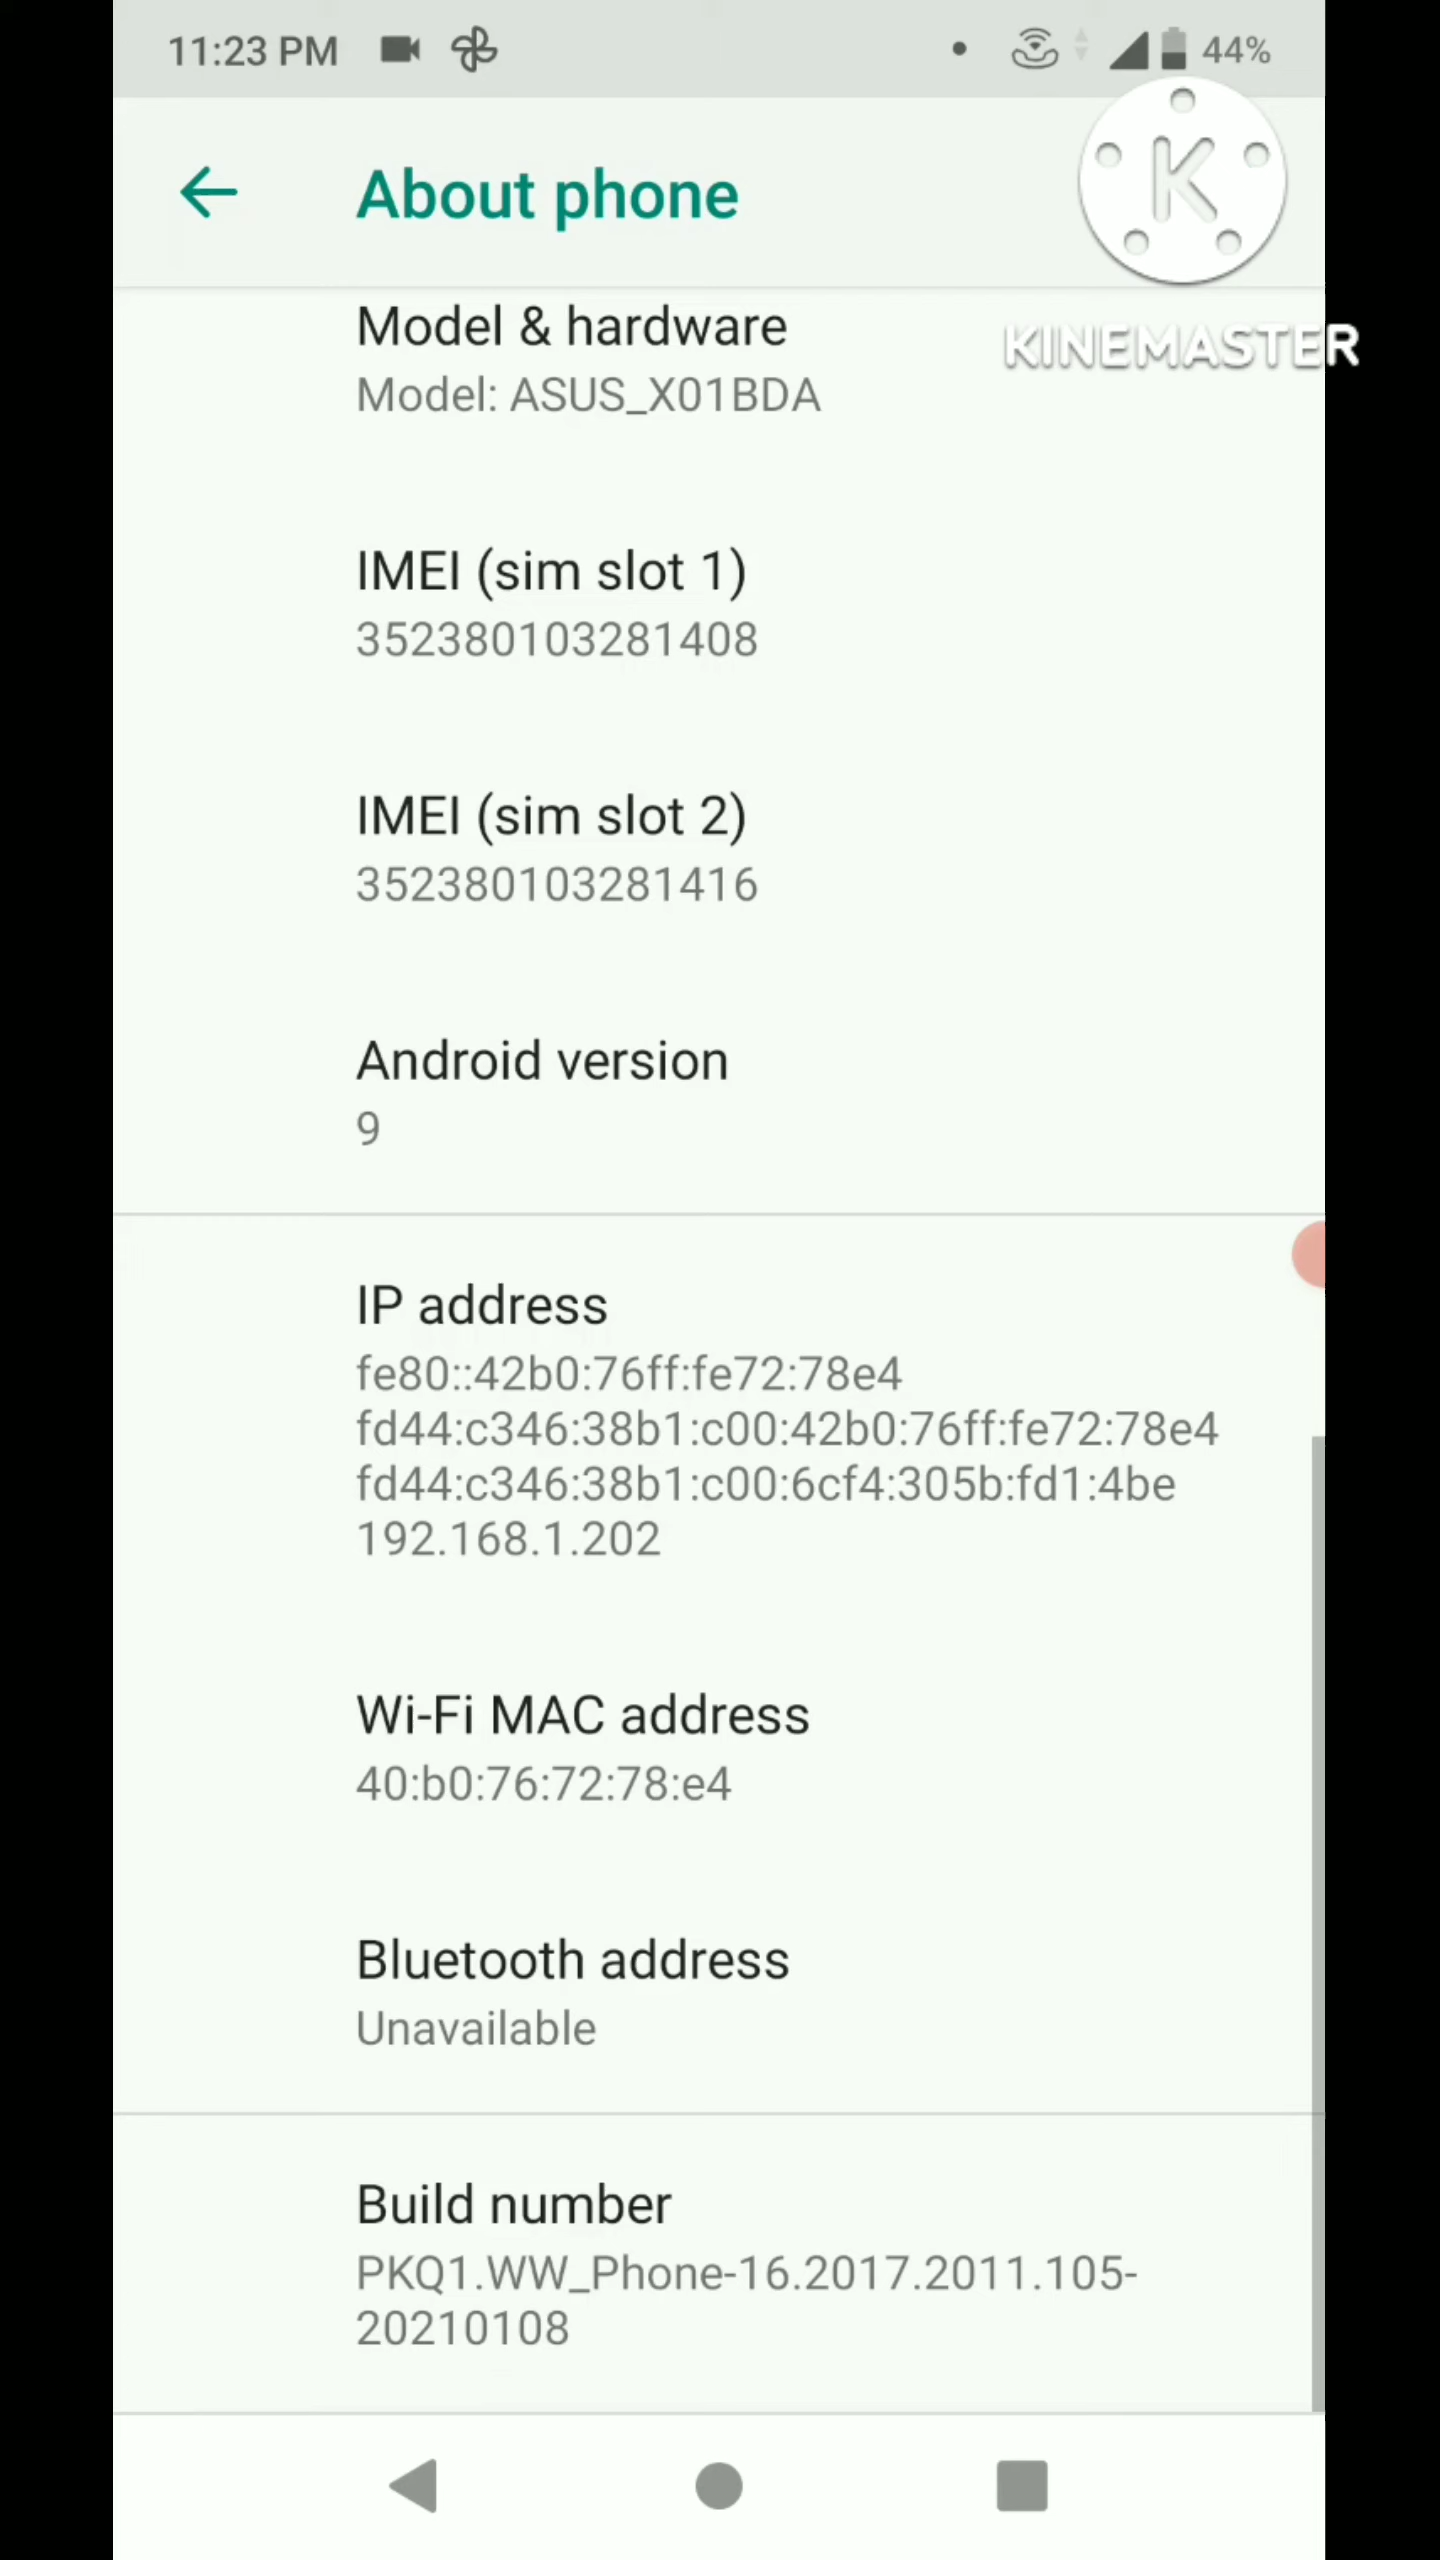 11:23 PM
44%
About phone
K
KINEMASTER
Model & hardware
Model: ASUS_X01BDA
IMEI (sim slot 1)
352380103281408
IMEI (sim slot 2)
352380103281416
Android version
9
IP address
fe80::42b0:76ff:fe72:78e4
fd44:c346:38b1:c00:42b0:76ff:fe72:78e4
fd44:c346:38b1:c00:6cf4:305b:fd1:4be
192.168.1.202
Wi-Fi MAC address
40:b0:76:72:78:e4
Bluetooth address
Unavailable
Build number
PKQ1.WW_Phone-16.2017.2011.105-
20210108